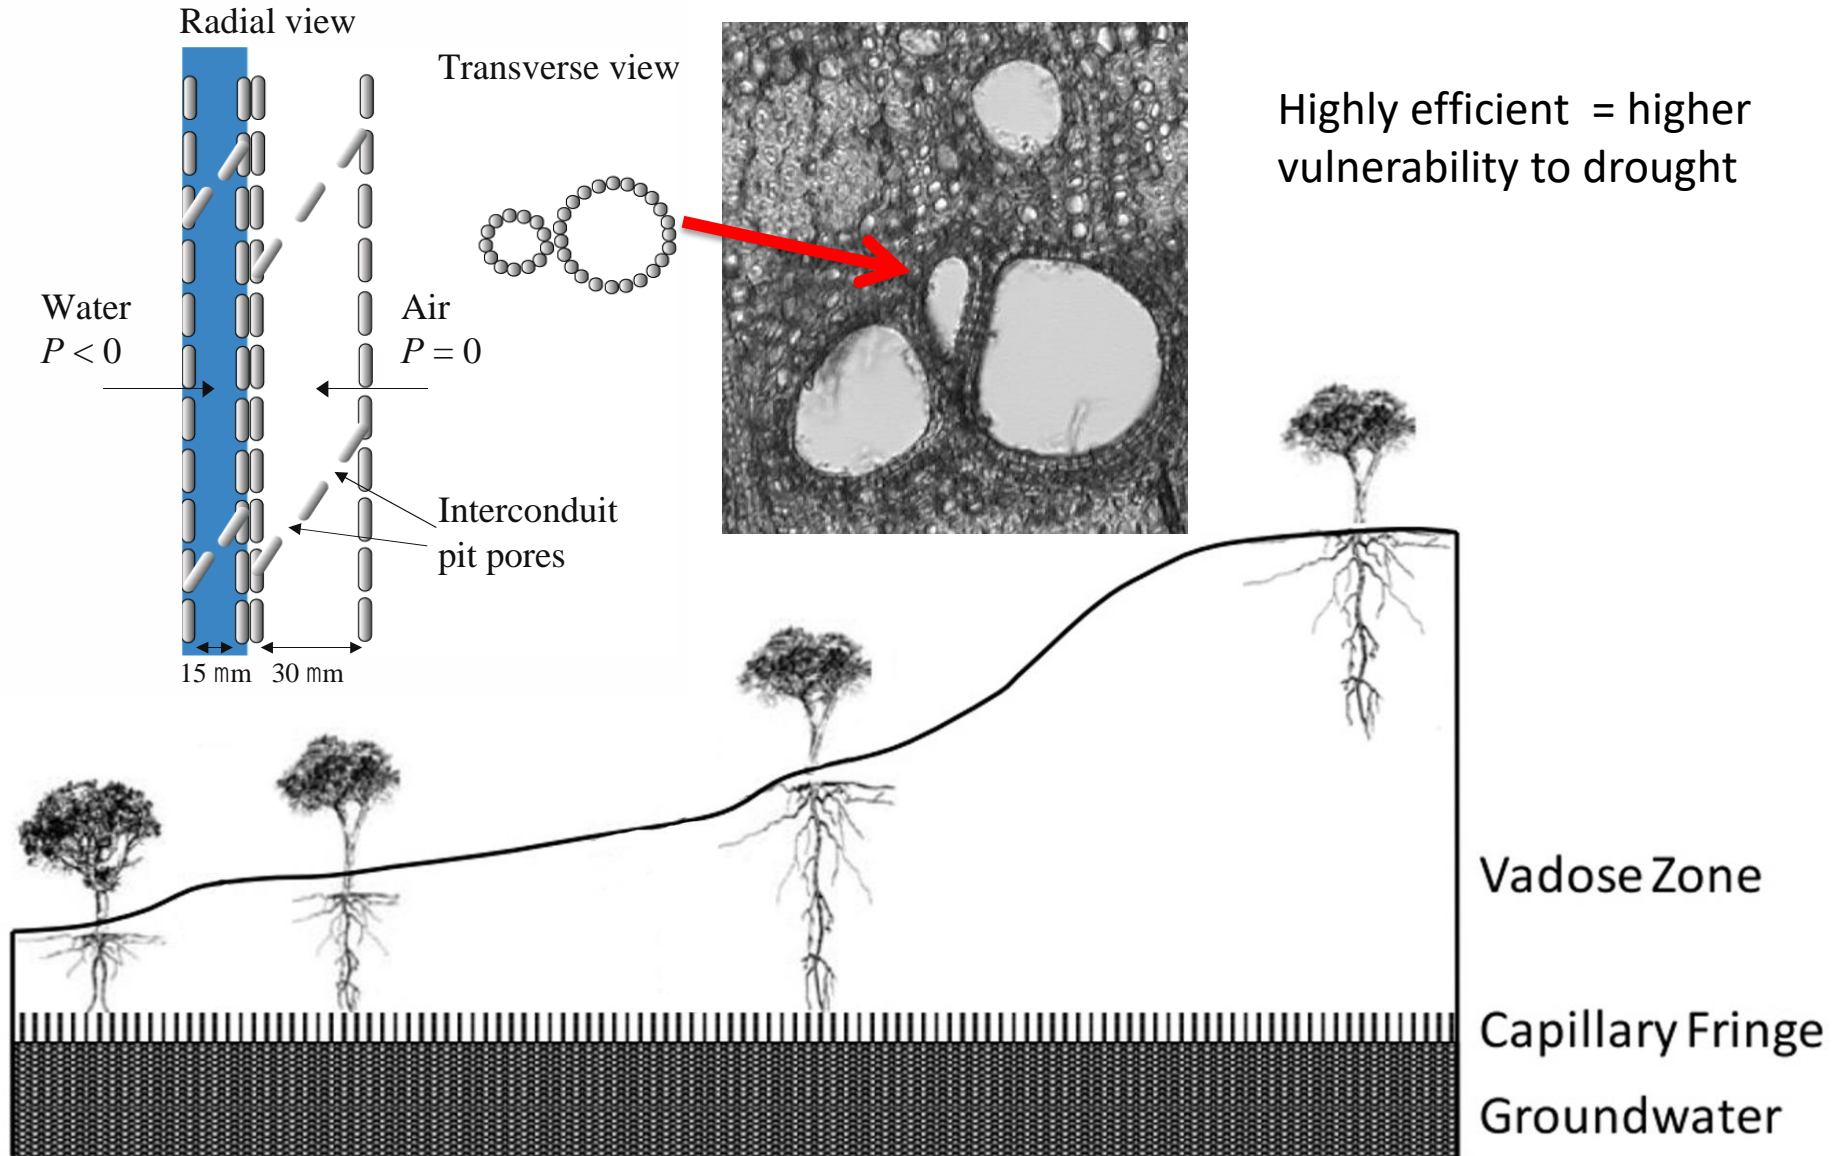 Radial view
Transverse view
Highly efficient = higher
vulnerability to drought
Water
P < 0
Air
P = 0
Interconduit
pit pores
15 mm
30 mm
Vadose Zone
Capillary Fringe
Groundwater